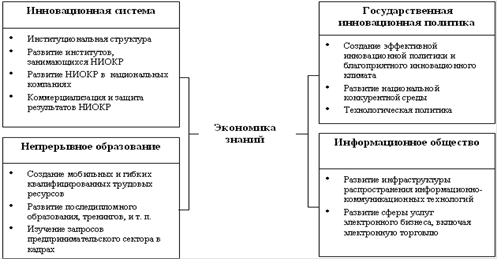 Инновационная система
Институциональная структура
Развитие институтов,
занимающихся НИОКР
Развитие НИОКР в национальных
компаниях
Коммерциализация и защита
результатов НИОКР
Непрерывное образование
Создание мобильных и гибких
квалифицированных трудовых
ресурсов
Развитие последипломного
образования, тренингов, и т. п.
Изучение запросов
предпринимательского сектора в
кадрах
Экономика
знаний
Государственная
инновационная политика
Создание эффективной
инновационной политики и
благоприятного инновационного
климата
Развитие национальной
конкурентной среды
Технологическая политика
Информационное общество
Развитие инфраструктуры
распространения информационно-
коммуникационных технологий
Развитие сферы услуг
электронного бизнеса, включая
электронную торговлю